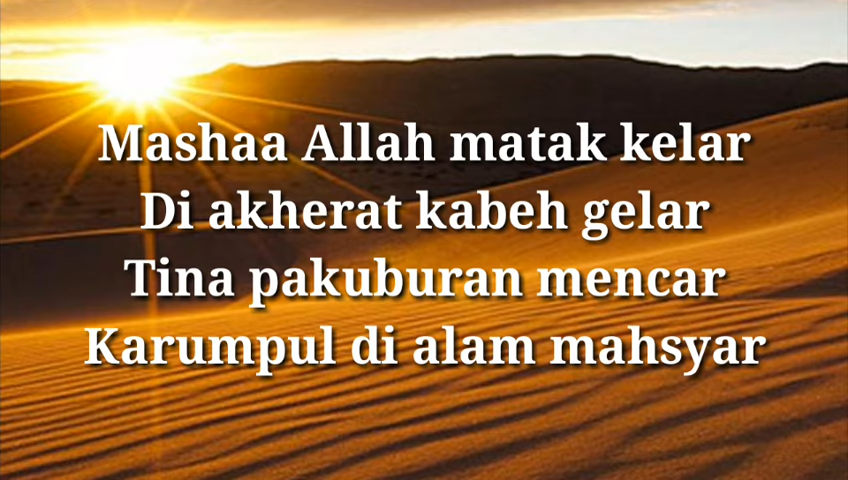 Mashaa Allah matak kelar
Di akherat kabeh gelar
Tina pakuburan mencar
Karumpul di alam mahsyar